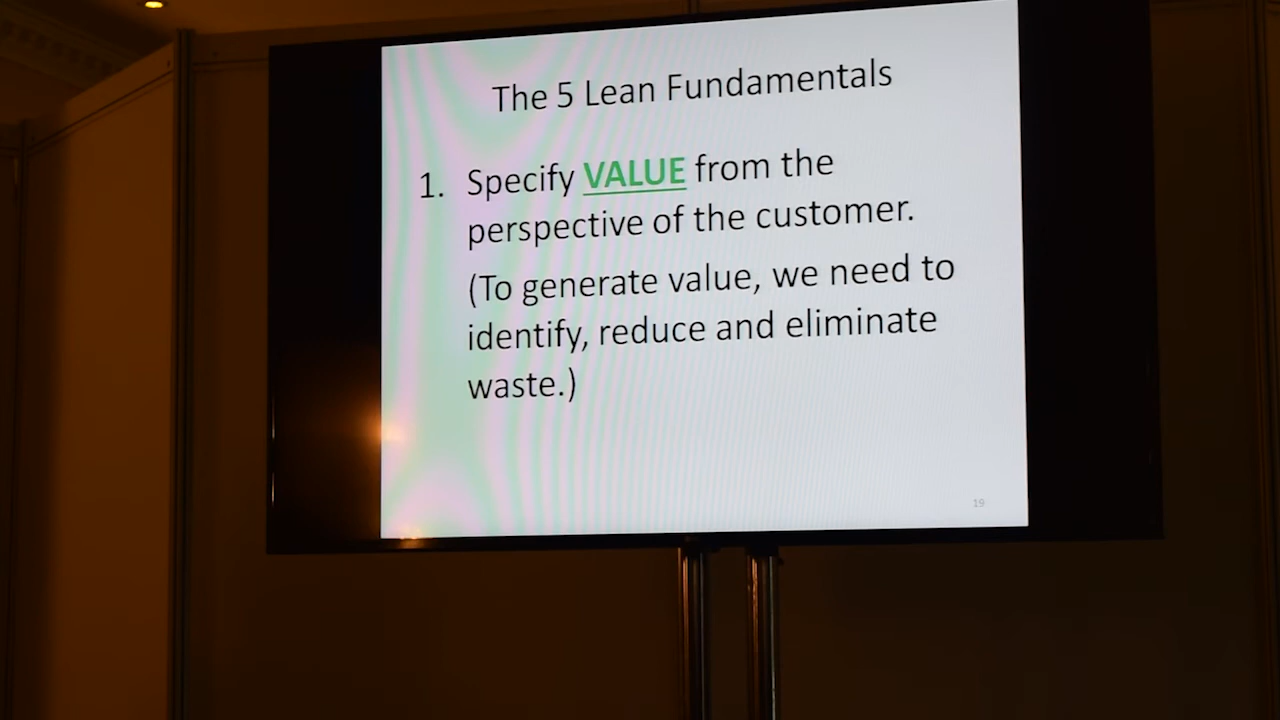 The 5 Lean Fundamentals
1. Specify VALUE from the
perspective of the customer.
(To generate value, we need to
identify, reduce and eliminate
waste.)
19